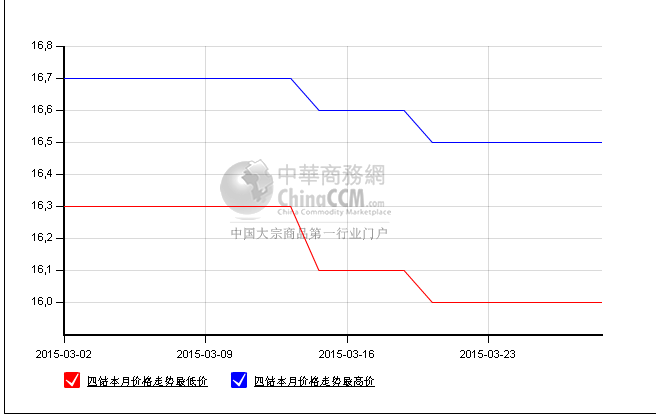 16,8
16,7
16,6
16,5
16,4
16,3
16,2
16,1
16,0
中華商務網
ChinaCCM.com
China Commodity Marketplace
中国大宗商品第一行业门户
2015-03-02 2015-03-09 2015-03-16 2015-03-23
四钴本月价格走势最低价 四钴本月价格走势最高价